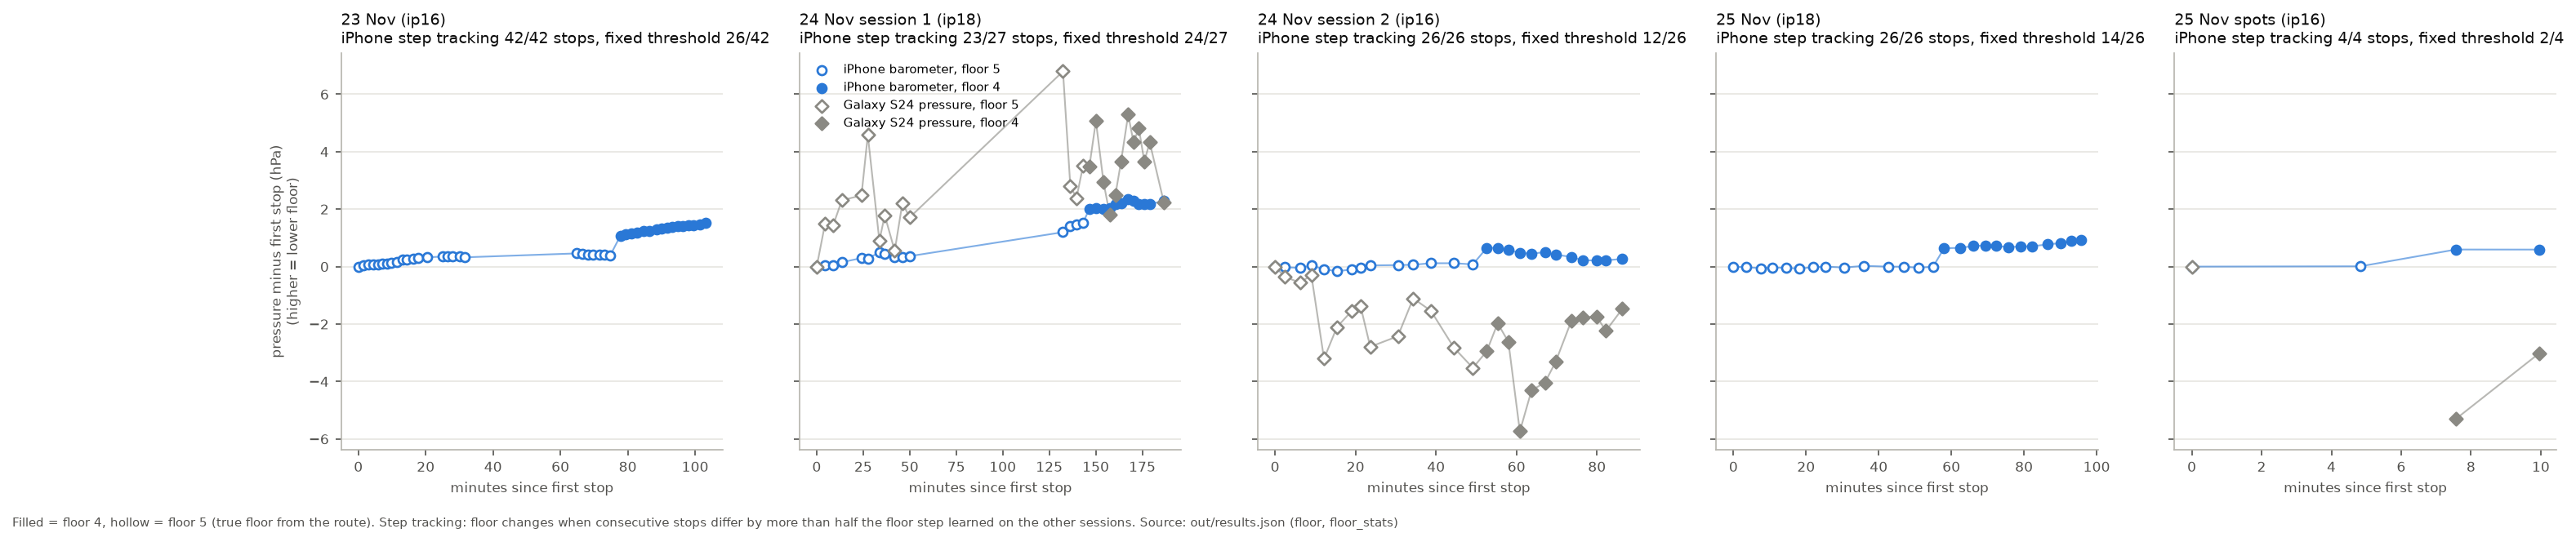 23 Nov (ip16)
iPhone step tracking 42/42 stops, fixed threshold 26/42
24 Nov session 1 (ip18)
iPhone step tracking 23/27 stops, fixed threshold 24/27
24 Nov session 2 (ip16)
iPhone step tracking 26/26 stops, fixed threshold 12/26
25 Nov (ip18)
iPhone step tracking 26/26 stops, fixed threshold 14/26
25 Nov spots (ip16)
iPhone step tracking 4/4 stops, fixed threshold 2/4
iPhone barometer, floor 5
iPhone barometer, floor 4
Galaxy S24 pressure, floor 5
Galaxy S24 pressure, floor 4
pressure minus first stop (hPa)
(higher = lower floor)
6
4
2
0
−2
−4
−6
0 20 40 60 80 100
0 25 50 75 100 125 150 175
0 20 40 60 80
0 20 40 60 80 100
0 2 4 6 8 10
minutes since first stop
minutes since first stop
minutes since first stop
minutes since first stop
minutes since first stop
Filled = floor 4, hollow = floor 5 (true floor from the route). Step tracking: floor changes when consecutive stops differ by more than half the floor step learned on the other sessions. Source: out/results.json (floor, floor_stats)